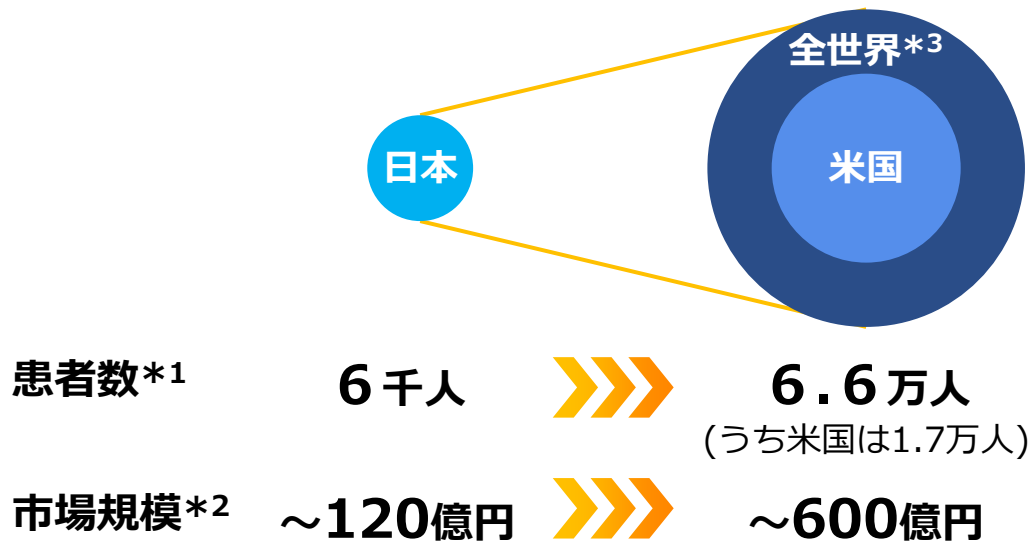 全世界*3
日本
米国
患者数*1 6千人 6.6万人
(うち米国は1.7万人)
市場規模*2 ~120億円 ~600億円